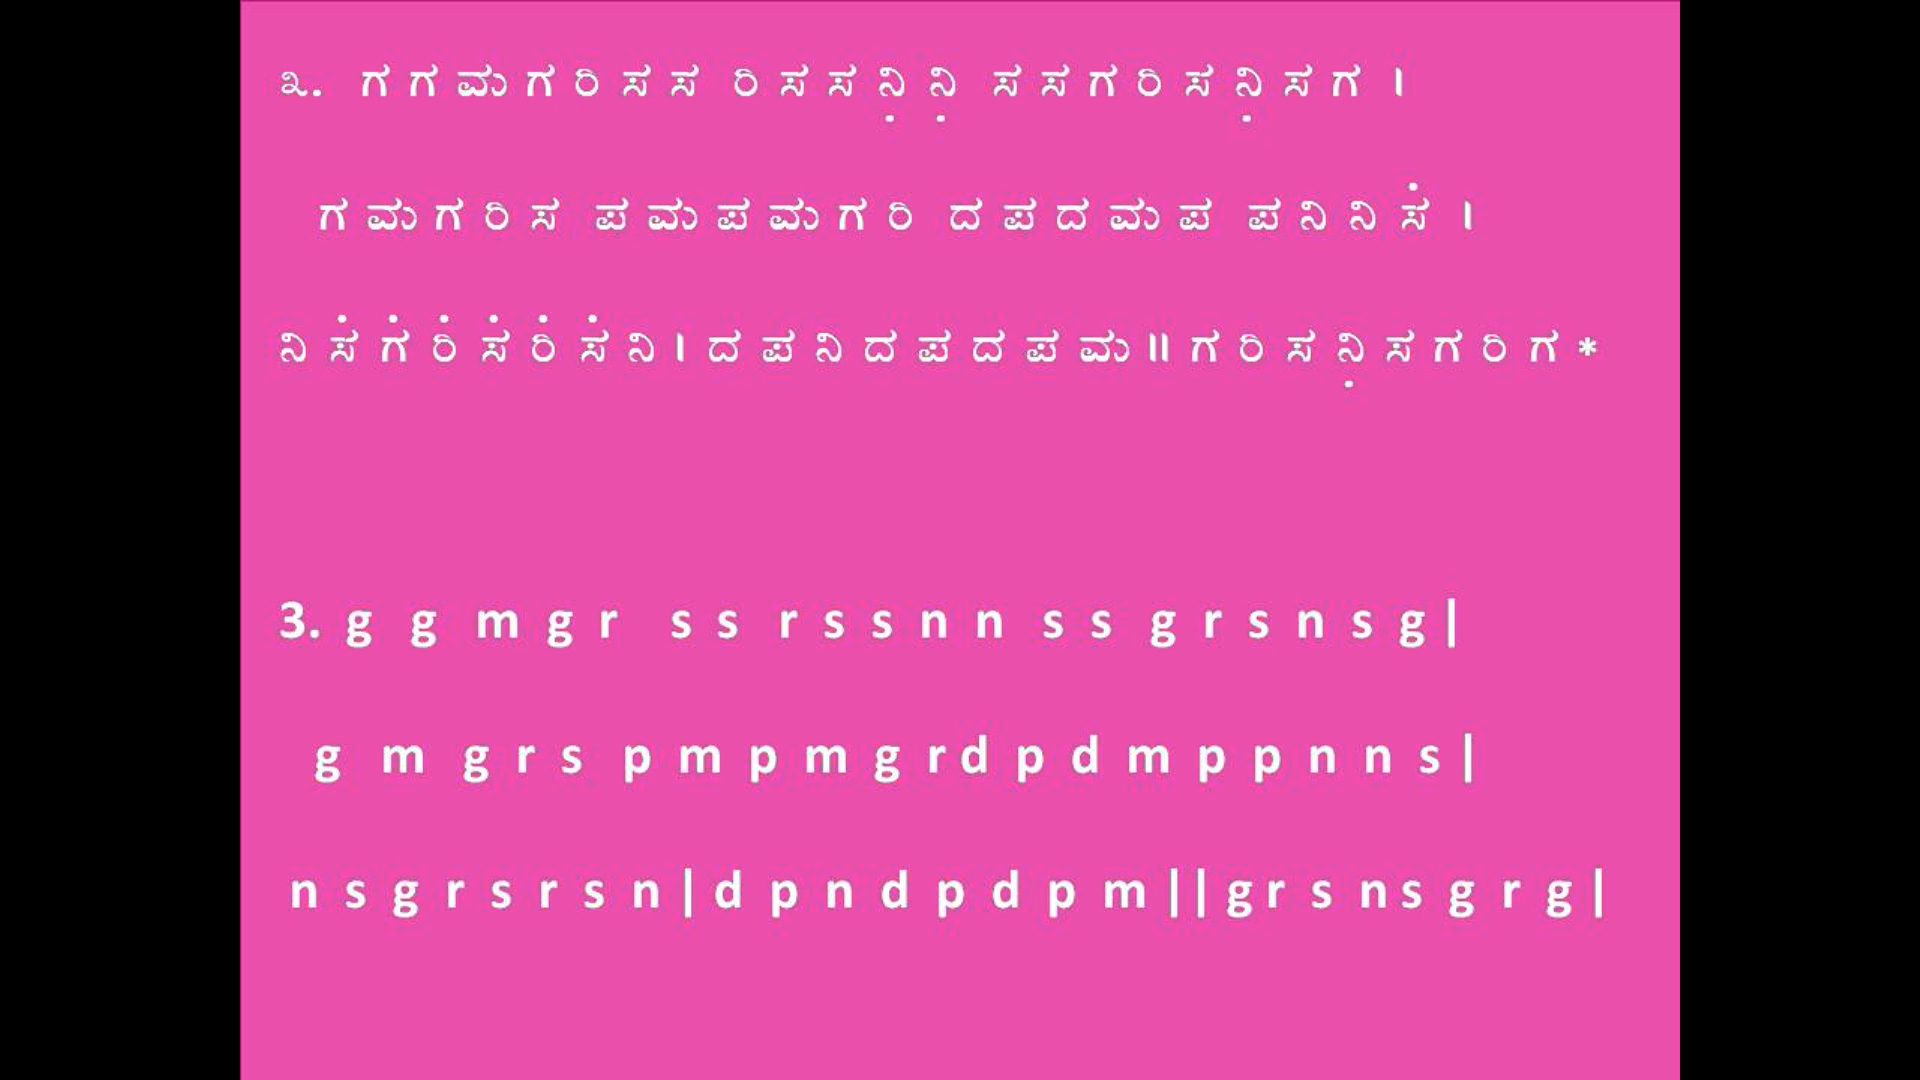 ೩. ಗ ಗ ಮ ಗ ರಿ ಸ ಸ ರಿ ಸ ಸ ನಿ̣ ನಿ̣ ಸ ಸ ಗ ರಿ ಸ ನಿ̣ ಸ ಗ ।
ಗ ಮ ಗ ರಿ ಸ ಪ ಮ ಪ ಮ ಗ ರಿ ದ ಪ ದ ಮ ಪ ಪ ನಿ ನಿ ಸ̇ ।
ನಿ ಸ̇ ಗ̇ ರಿ̇ ಸ̇ ರಿ̇ ಸ̇ ನಿ । ದ ಪ ನಿ ದ ಪ ದ ಪ ಮ ॥ ಗ ರಿ ಸ ನಿ̣ ಸ ಗ ರಿ ಗ *
3. g g m g r s s r s s n n s s g r s n s g |
g m g r s p m p m g r d p d m p p n n s |
n s g r s r s n | d p n d p d p m | | g r s n s g r g |